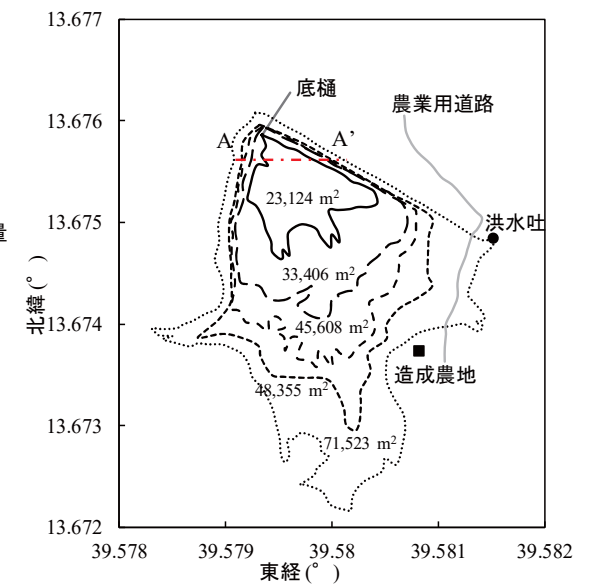 13.677
13.676
13.675
13.674
13.673
13.672
量
北緯(°)
底樋
農業用道路
A
A’
23,124 m²
洪水吐
33,406 m²
45,608 m²
造成農地
48,355 m²
71,523 m²
39.578
39.579
39.58
39.581
39.582
東経(°)